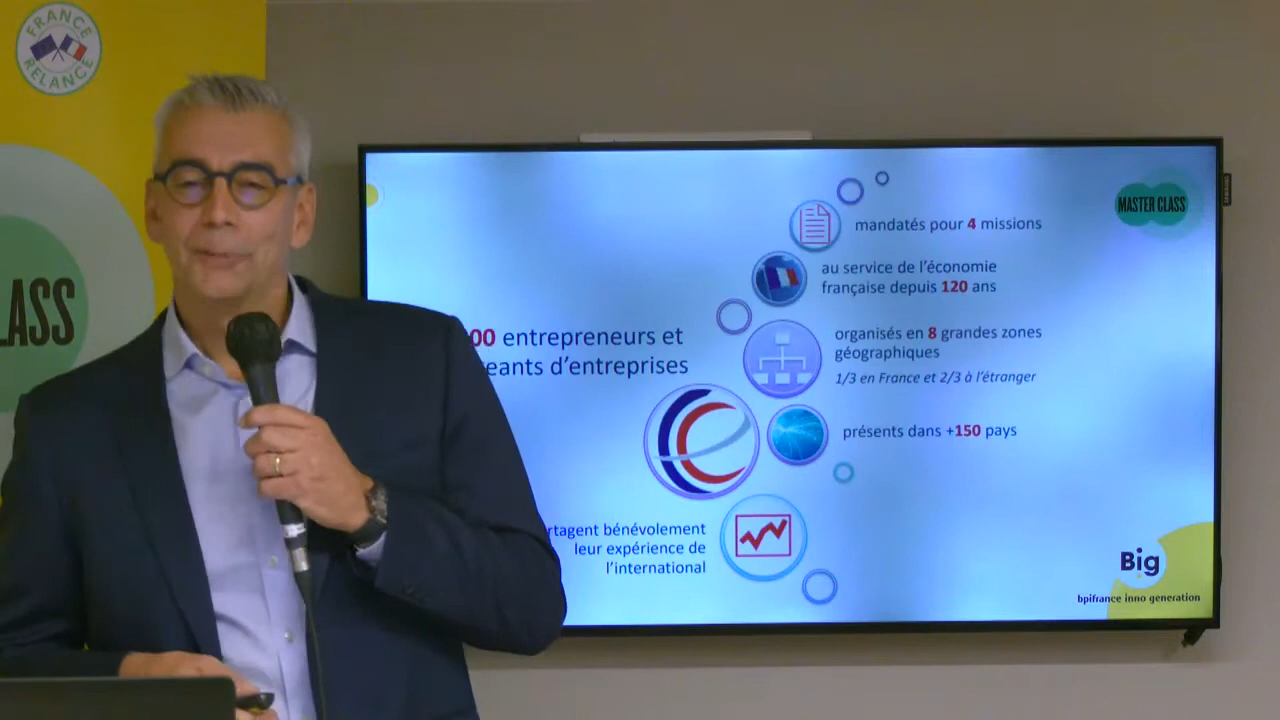 FRANCE
RELANCE
LASS
MASTER CLASS
mandatés pour 4 missions
au service de l'économie
française depuis 120 ans
organisés en 8 grandes zones
géographiques
1/3 en France et 2/3 à l'étranger
présents dans +150 pays
00 entrepreneurs et
eants d'entreprises
rtagent bénévolement
leur expérience de
l'international
Big
bpifrance inno generation